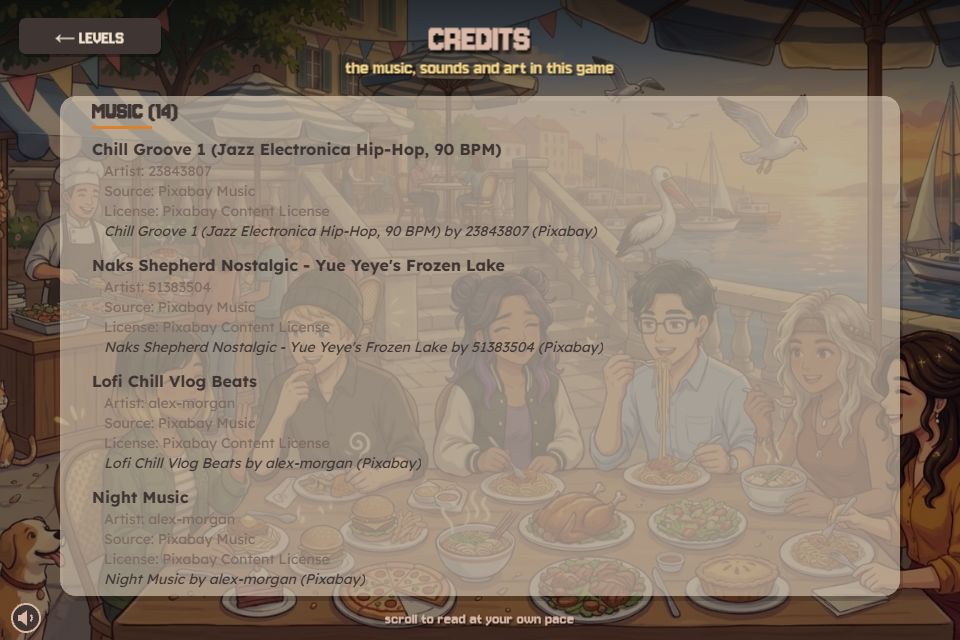 ← LEVELS
CREDITS
the music, sounds and art in this game
MUSIC (14)
Chill Groove 1 (Jazz Electronica Hip-Hop, 90 BPM)
Artist: 23843807
Source: Pixabay Music
License: Pixabay Content License
Chill Groove 1 (Jazz Electronica Hip-Hop, 90 BPM) by 23843807 (Pixabay)
Naks Shepherd Nostalgic - Yue Yeye's Frozen Lake
Artist: 51383504
Source: Pixabay Music
License: Pixabay Content License
Naks Shepherd Nostalgic - Yue Yeye's Frozen Lake by 51383504 (Pixabay)
Lofi Chill Vlog Beats
Artist: alex-morgan
Source: Pixabay Music
License: Pixabay Content License
Lofi Chill Vlog Beats by alex-morgan (Pixabay)
Night Music
Artist: alex-morgan
Source: Pixabay Music
License: Pixabay Content License
Night Music by alex-morgan (Pixabay)
scroll to read at your own pace